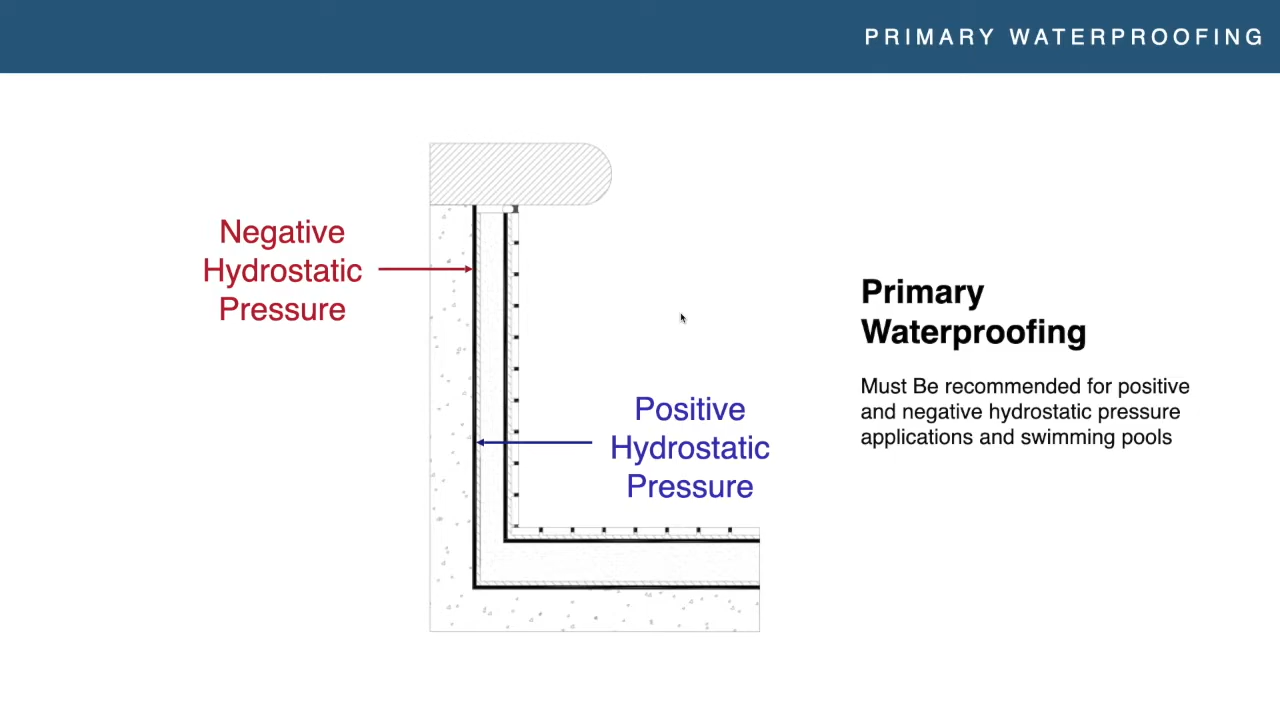 PRIMARY WATERPROOFING
Negative
Hydrostatic
Pressure
Positive
Hydrostatic
Pressure
Primary
Waterproofing
Must Be recommended for positive
and negative hydrostatic pressure
applications and swimming pools